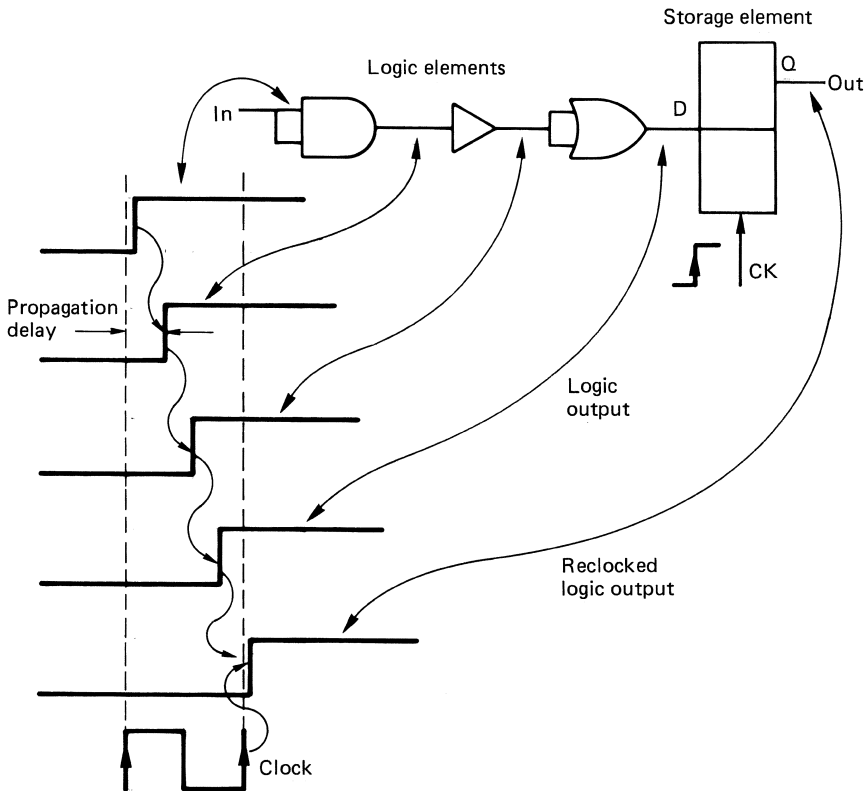 Storage element
Logic elements
Q
Out
D
In
CK
Propagation
delay
Logic
output
Reclocked
logic output
Clock